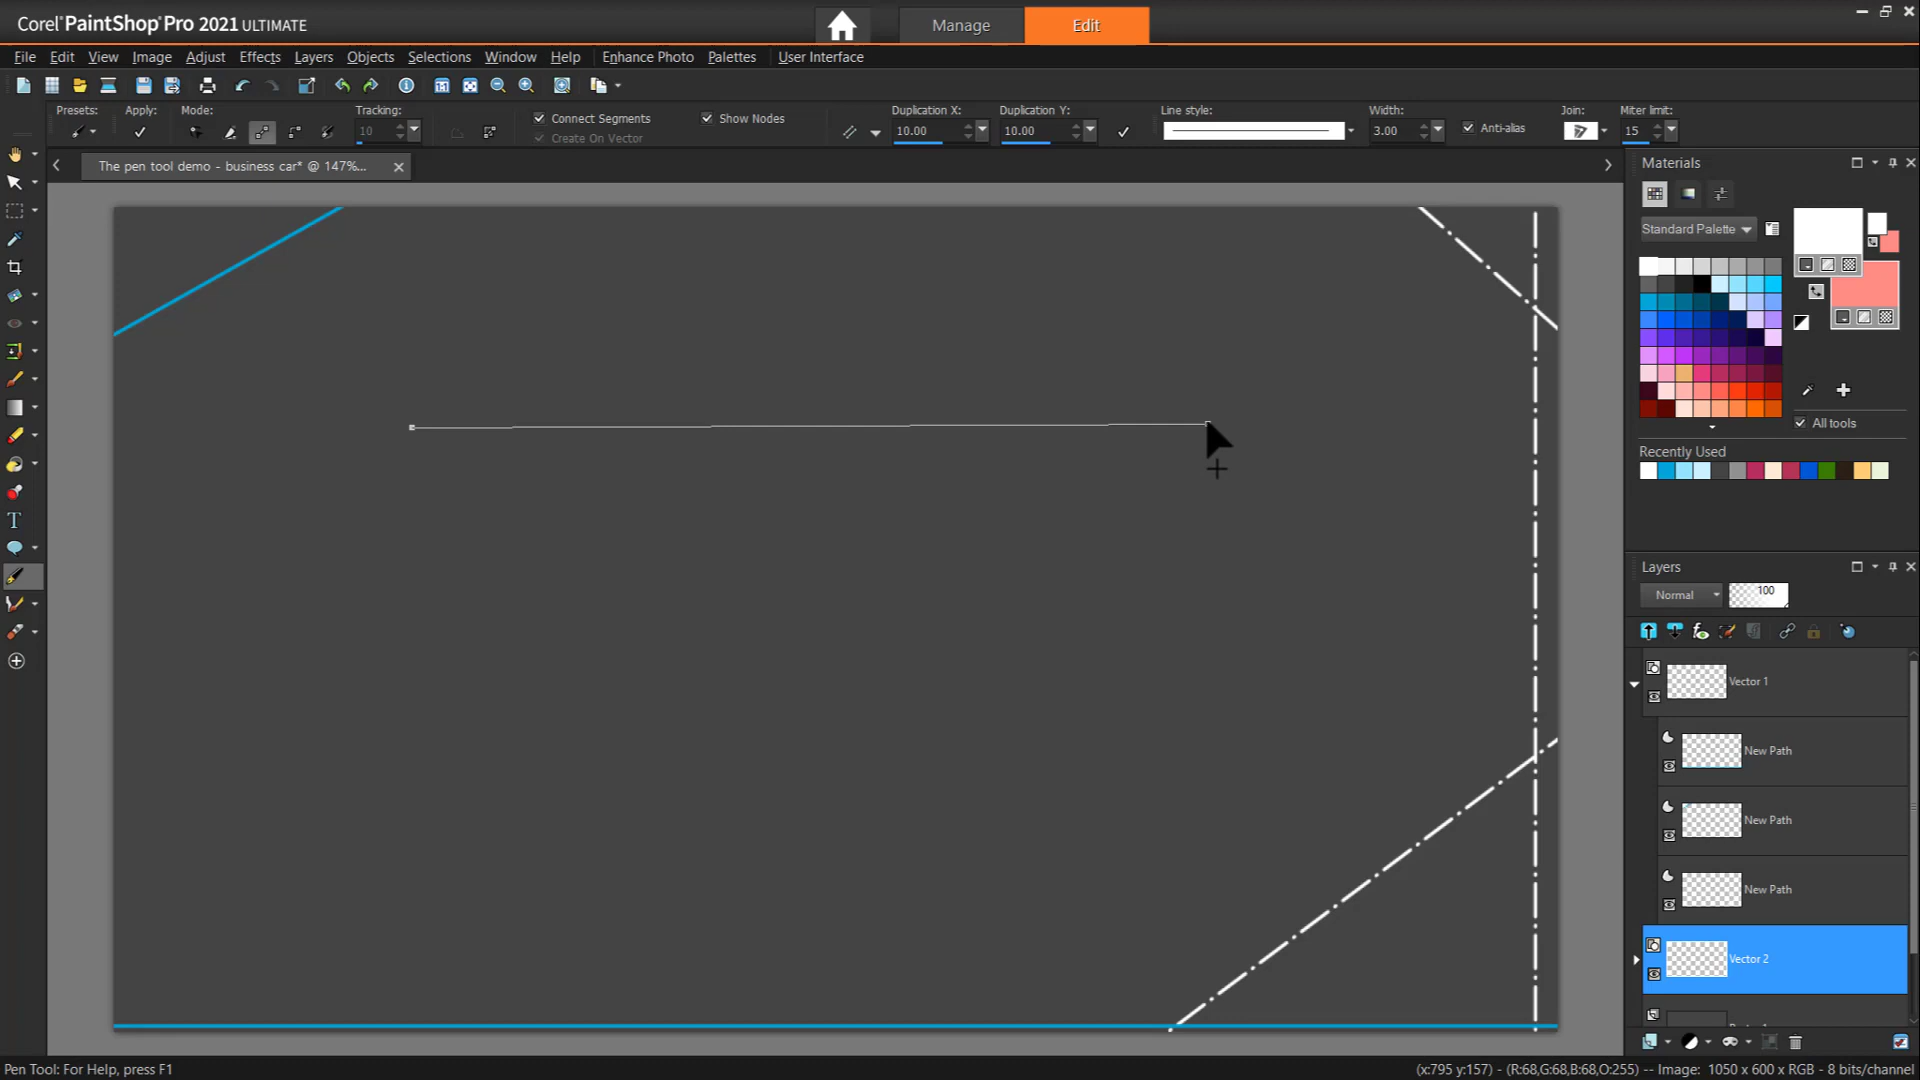 Corel® PaintShop® Pro 2021 ULTIMATE
Manage
Edit
File Edit View Image Adjust Effects Layers Objects Selections Window Help Enhance Photo Palettes User Interface
Presets: Apply: Mode: Tracking: Duplication X: Duplication Y: Line style: Width: Join: Miter limit:
10 Connect Segments Show Nodes 10.00 10.00 3.00 Anti-alias 15
Create On Vector
The pen tool demo - business car* @ 147%...
Materials
Standard Palette
All tools
Recently Used
Layers
Normal 100
Vector 1
New Path
New Path
New Path
Vector 2
Pen Tool: For Help, press F1
(x:795 y:157) - (R:68,G:68,B:68,O:255) -- Image: 1050 x 600 x RGB - 8 bits/channel